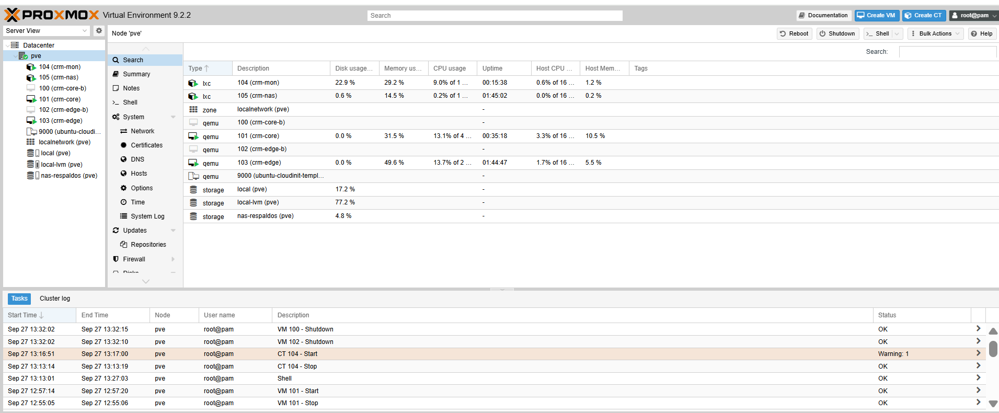 PROXMOX Virtual Environment 9.2.2 Search Documentation Create VM Create CT root@pam
Server View Node 'pve' Reboot Shutdown >_ Shell Bulk Actions Help
Datacenter
pve
104 (crm-mon)
105 (crm-nas)
100 (crm-core-b)
101 (crm-core)
102 (crm-edge-b)
103 (crm-edge)
9000 (ubuntu-cloudi...
localnetwork (pve)
local (pve)
local-lvm (pve)
nas-respaldos (pve)
Search
Summary
Notes
>_ Shell
System
Network
Certificates
DNS
Hosts
Options
Time
System Log
Updates
Repositories
Firewall
Disks
Search:
Type Description Disk usage... Memory us... CPU usage Uptime Host CPU ... Host Mem... Tags
lxc 104 (crm-mon) 22.9 % 29.2 % 9.0% of 1 ... 00:15:38 0.6% of 16 ... 1.2 %
lxc 105 (crm-nas) 0.6 % 14.5 % 0.2% of 1 ... 01:45:02 0.0% of 16 ... 0.2 %
zone localnetwork (pve) -
qemu 100 (crm-core-b) -
qemu 101 (crm-core) 0.0 % 31.5 % 13.1% of 4 ... 00:35:18 3.3% of 16 ... 10.5 %
qemu 102 (crm-edge-b) -
qemu 103 (crm-edge) 0.0 % 49.6 % 13.7% of 2 ... 01:44:47 1.7% of 16 ... 5.5 %
qemu 9000 (ubuntu-cloudinit-templ... -
storage local (pve) 17.2 % -
storage local-lvm (pve) 77.2 % -
storage nas-respaldos (pve) 4.8 % -
Tasks Cluster log
Start Time End Time Node User name Description Status
Sep 27 13:32:02 Sep 27 13:32:15 pve root@pam VM 100 - Shutdown OK
Sep 27 13:32:02 Sep 27 13:32:10 pve root@pam VM 102 - Shutdown OK
Sep 27 13:16:51 Sep 27 13:17:00 pve root@pam CT 104 - Start Warning: 1
Sep 27 13:13:14 Sep 27 13:13:19 pve root@pam CT 104 - Stop OK
Sep 27 13:13:01 Sep 27 13:27:03 pve root@pam Shell OK
Sep 27 12:57:14 Sep 27 12:57:20 pve root@pam VM 101 - Start OK
Sep 27 12:55:05 Sep 27 12:55:06 pve root@pam VM 101 - Stop OK